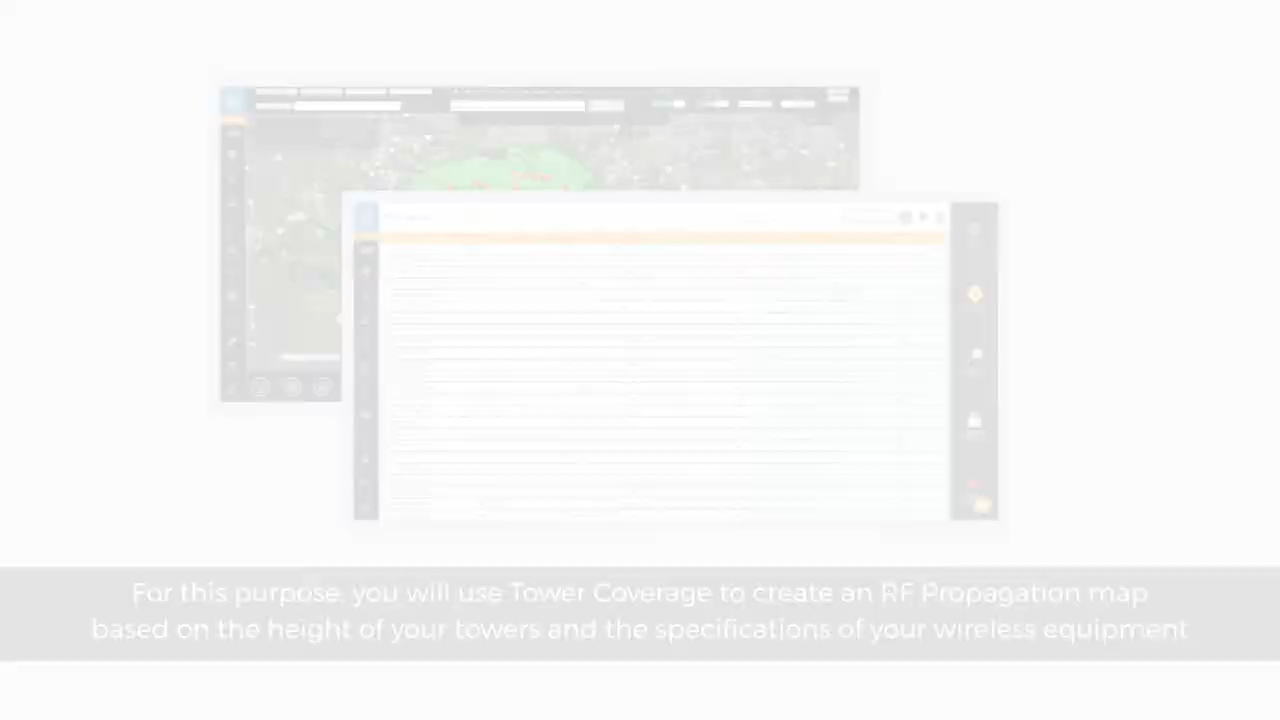 For this purpose, you will use Tower Coverage to create an RF Propagation map
based on the height of your towers and the specifications of your wireless equipment